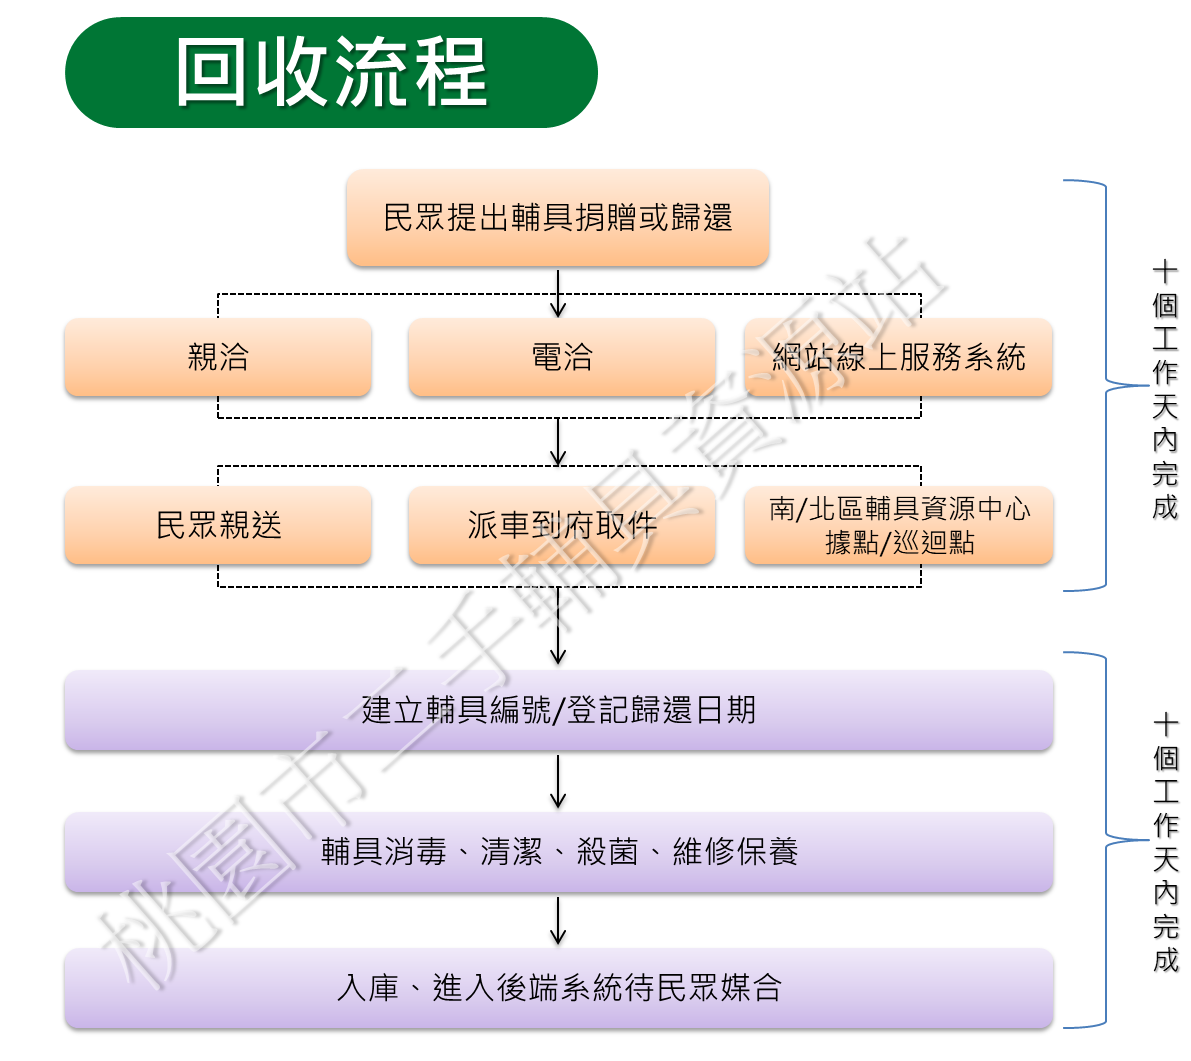 回收流程
民眾提出輔具捐贈或歸還
親洽
電洽
網站線上服務系統
民眾親送
派車到府取件
南/北區輔具資源中心
據點/巡迴點
十個工作天內完成
建立輔具編號/登記歸還日期
輔具消毒、清潔、殺菌、維修保養
入庫、進入後端系統待民眾媒合
十個工作天內完成
桃園市二手輔具資源站